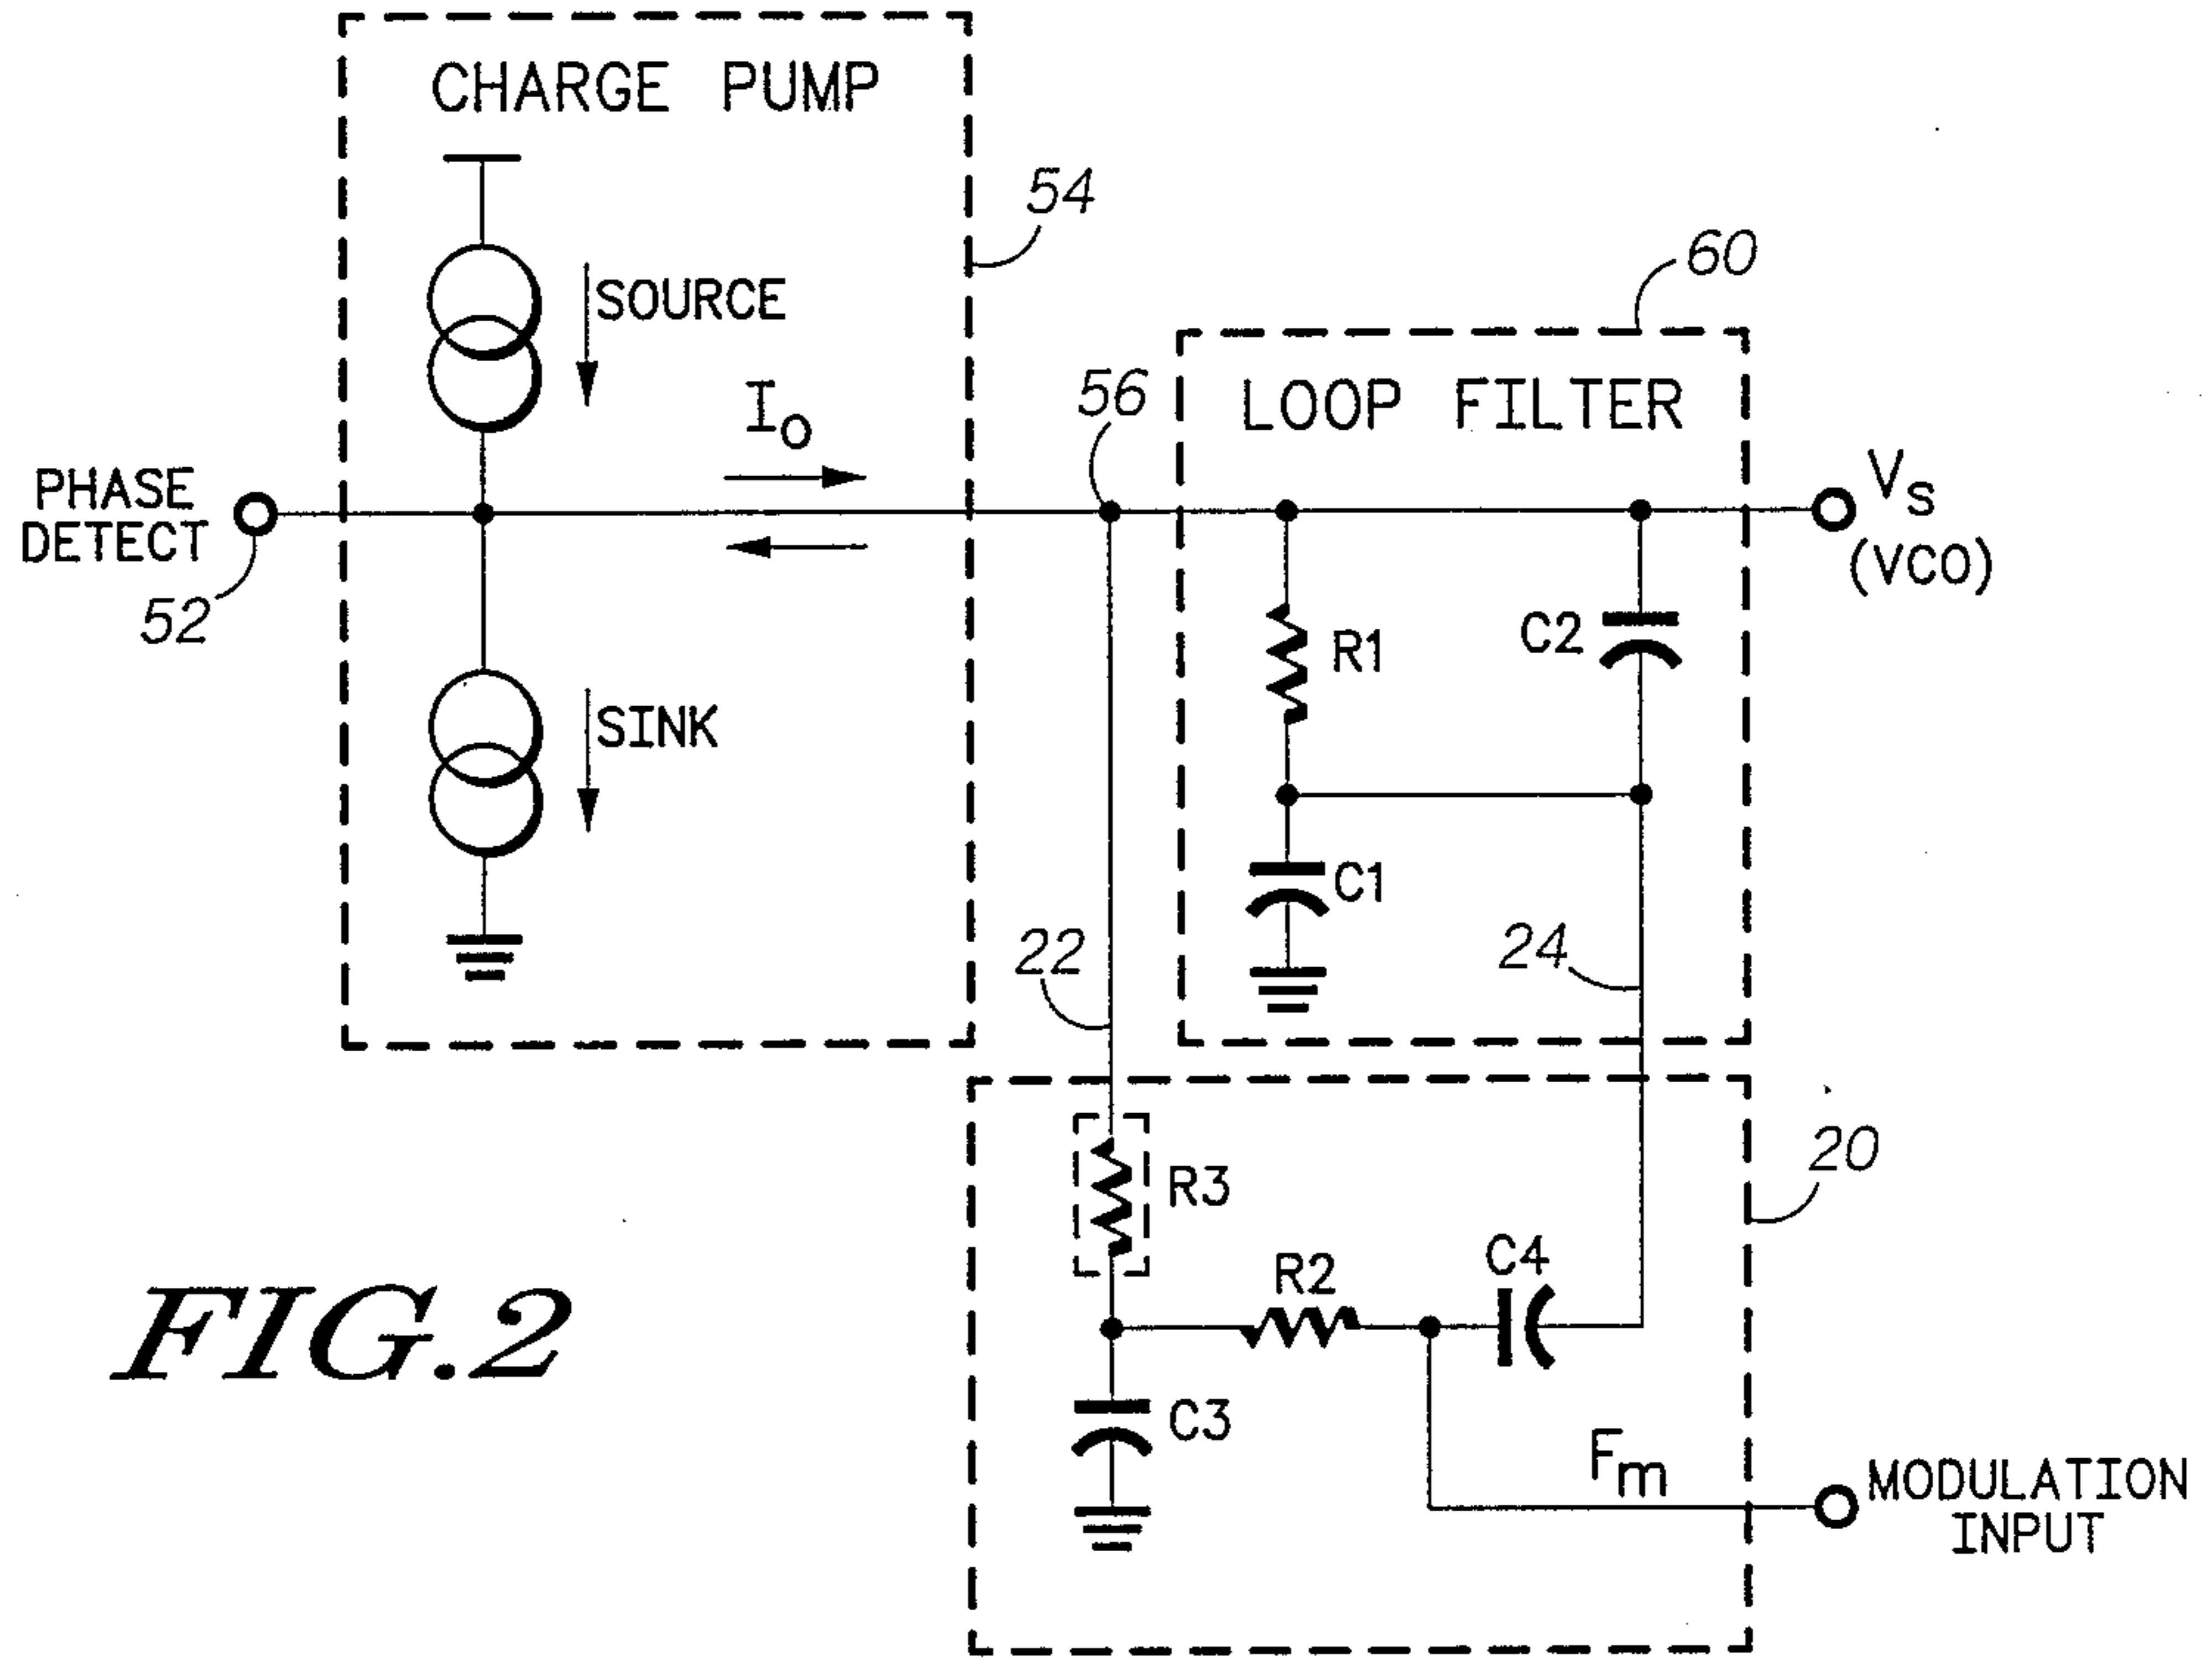 CHARGE PUMP
54
SOURCE
60
I₀
56
LOOP FILTER
PHASE
DETECT
Vs
(VCO)
52
R1
C2
SINK
C1
22
24
20
R3
R2
C4
C3
Fm
MODULATION
INPUT
FIG.2